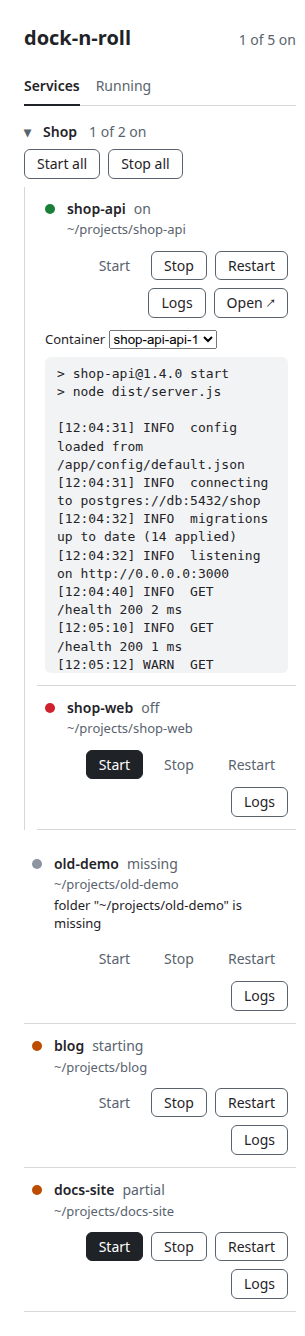 dock-n-roll
1 of 5 on
Services Running
▼ Shop 1 of 2 on
Start all Stop all
shop-api on
~/projects/shop-api
Start Stop Restart
Logs Open ↗
Container shop-api-api-1
> shop-api@1.4.0 start
> node dist/server.js
[12:04:31] INFO  config
loaded from
/app/config/default.json
[12:04:31] INFO  connecting
to postgres://db:5432/shop
[12:04:32] INFO  migrations
up to date (14 applied)
[12:04:32] INFO  listening
on http://0.0.0.0:3000
[12:04:40] INFO  GET
/health 200 2 ms
[12:05:10] INFO  GET
/health 200 1 ms
[12:05:12] WARN  GET
shop-web off
~/projects/shop-web
Start Stop Restart
Logs
old-demo missing
~/projects/old-demo
folder "~/projects/old-demo" is
missing
Start Stop Restart
Logs
blog starting
~/projects/blog
Start Stop Restart
Logs
docs-site partial
~/projects/docs-site
Start Stop Restart
Logs